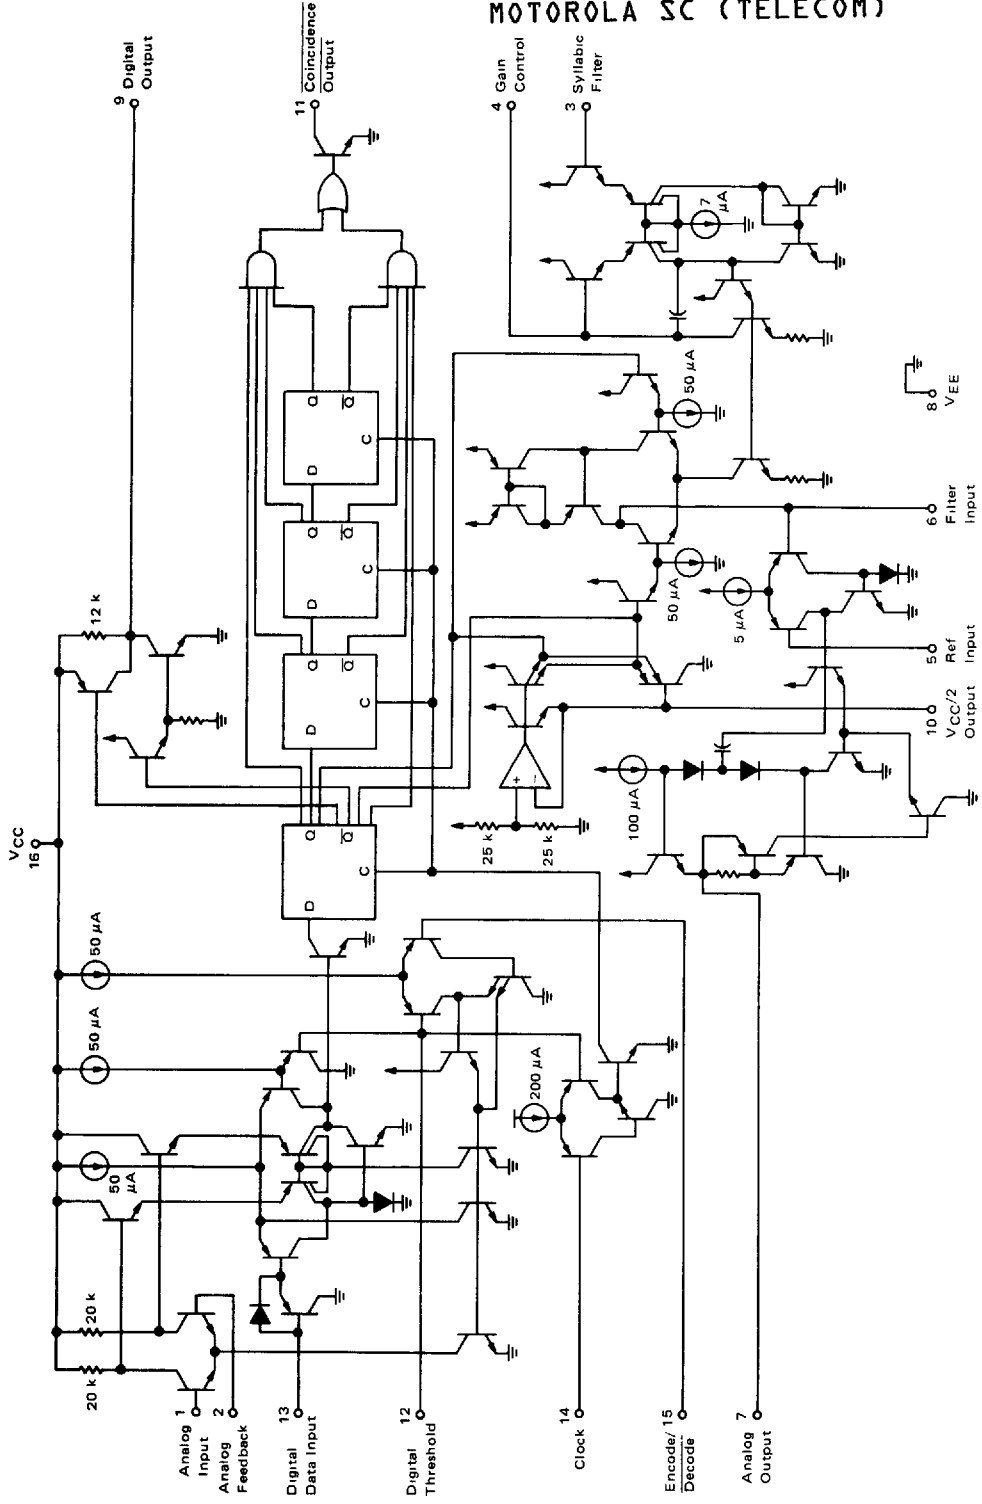 MOTOROLA SC (TELECOM)
9 Digital
Output
11 Coincidence
Output
4 Gain
Control
3 Syllabic
Filter
7
μA
50 μA
8 VEE
12 k
VCC
16
Q
D
Q
C
Q
D
Q
C
Q
D
Q
C
Q
D
Q
C
50 μA
5 μA
6 Filter
Input
5 Ref
Input
10 VCC/2
Output
+
−
25 k
25 k
100 μA
50 μA
50 μA
50
μA
200 μA
20 k
20 k
1
Analog
Input
2
Analog
Feedback
13
Digital
Data Input
12
Digital
Threshold
14
Clock
15
Encode/
Decode
7
Analog
Output